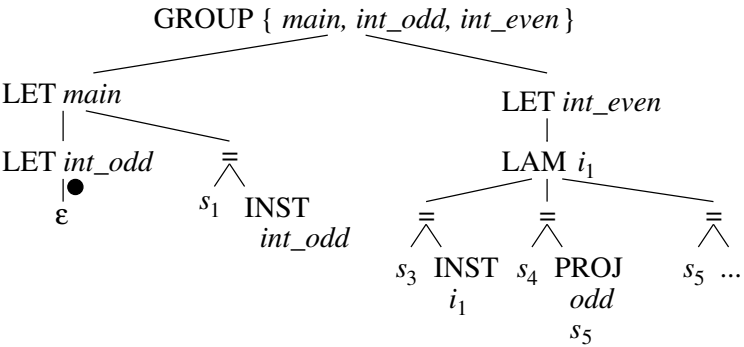 GROUP { main, int_odd, int_even }
LET main
LET int_even
LET int_odd
=
LAM i1
ε
s1 INST
int_odd
=
=
=
s3 INST
i1
s4 PROJ
odd
s5
s5 ...